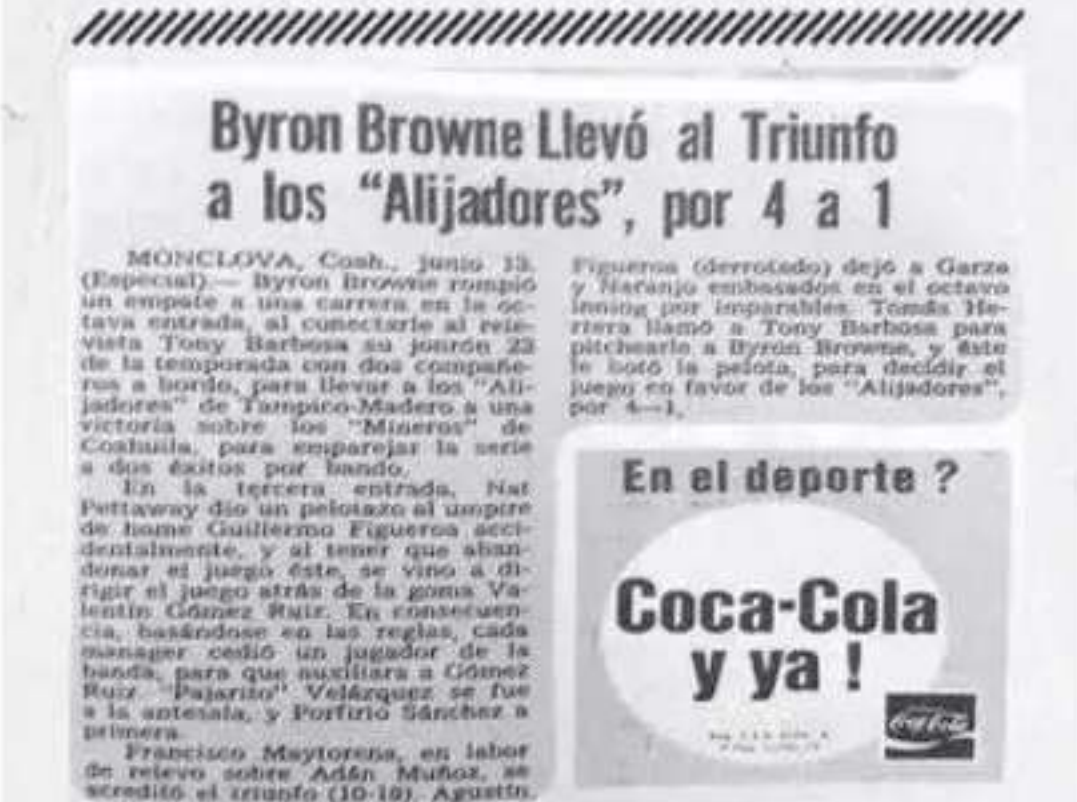 Byron Browne Llevó al Triunfo
a los “Alijadores”, por 4 a 1
MONCLOVA, Coah., junio 13.
(Especial).— Byron Browne rompió
un empate a una carrera en la oc-
tava entrada, al conectarle al rele-
vista Tony Barbosa su jonrón 23
de la temporada con dos compañe-
ros a bordo, para llevar a los “Ali-
jadores” de Tampico-Madero a una
victoria sobre los “Mineros” de
Coahuila, para emparejar la serie
a dos éxitos por bando.
En la tercera entrada, Nat
Pettaway dio un pelotazo al umpire
de home Guillermo Figueroa acci-
dentalmente, y al tener que aban-
donar el juego éste, se vino a di-
rigir el juego atrás de la goma Va-
lentín Gómez Ruiz. En consecuen-
cia, basándose en las reglas, cada
manager cedió un jugador de la
banda, para que auxiliara a Gómez
Ruiz. “Pajarito” Velázquez se fue
a la antesala, y Porfirio Sánchez a
primera.
Francisco Maytorena, en labor
de relevo sobre Adán Muñoz, se
acreditó el triunfo (10-10). Agustín
Figueroa (derrotado) dejó a Garza
y Naranjo embasados en el octavo
inning por imparables. Tomás He-
rrera llamó a Tony Barbosa para
pitchearle a Byron Browne, y éste
le botó la pelota, para decidir el
juego en favor de los “Alijadores”,
por 4—1.
En el deporte ?
Coca-Cola
y ya !
Coca-Cola